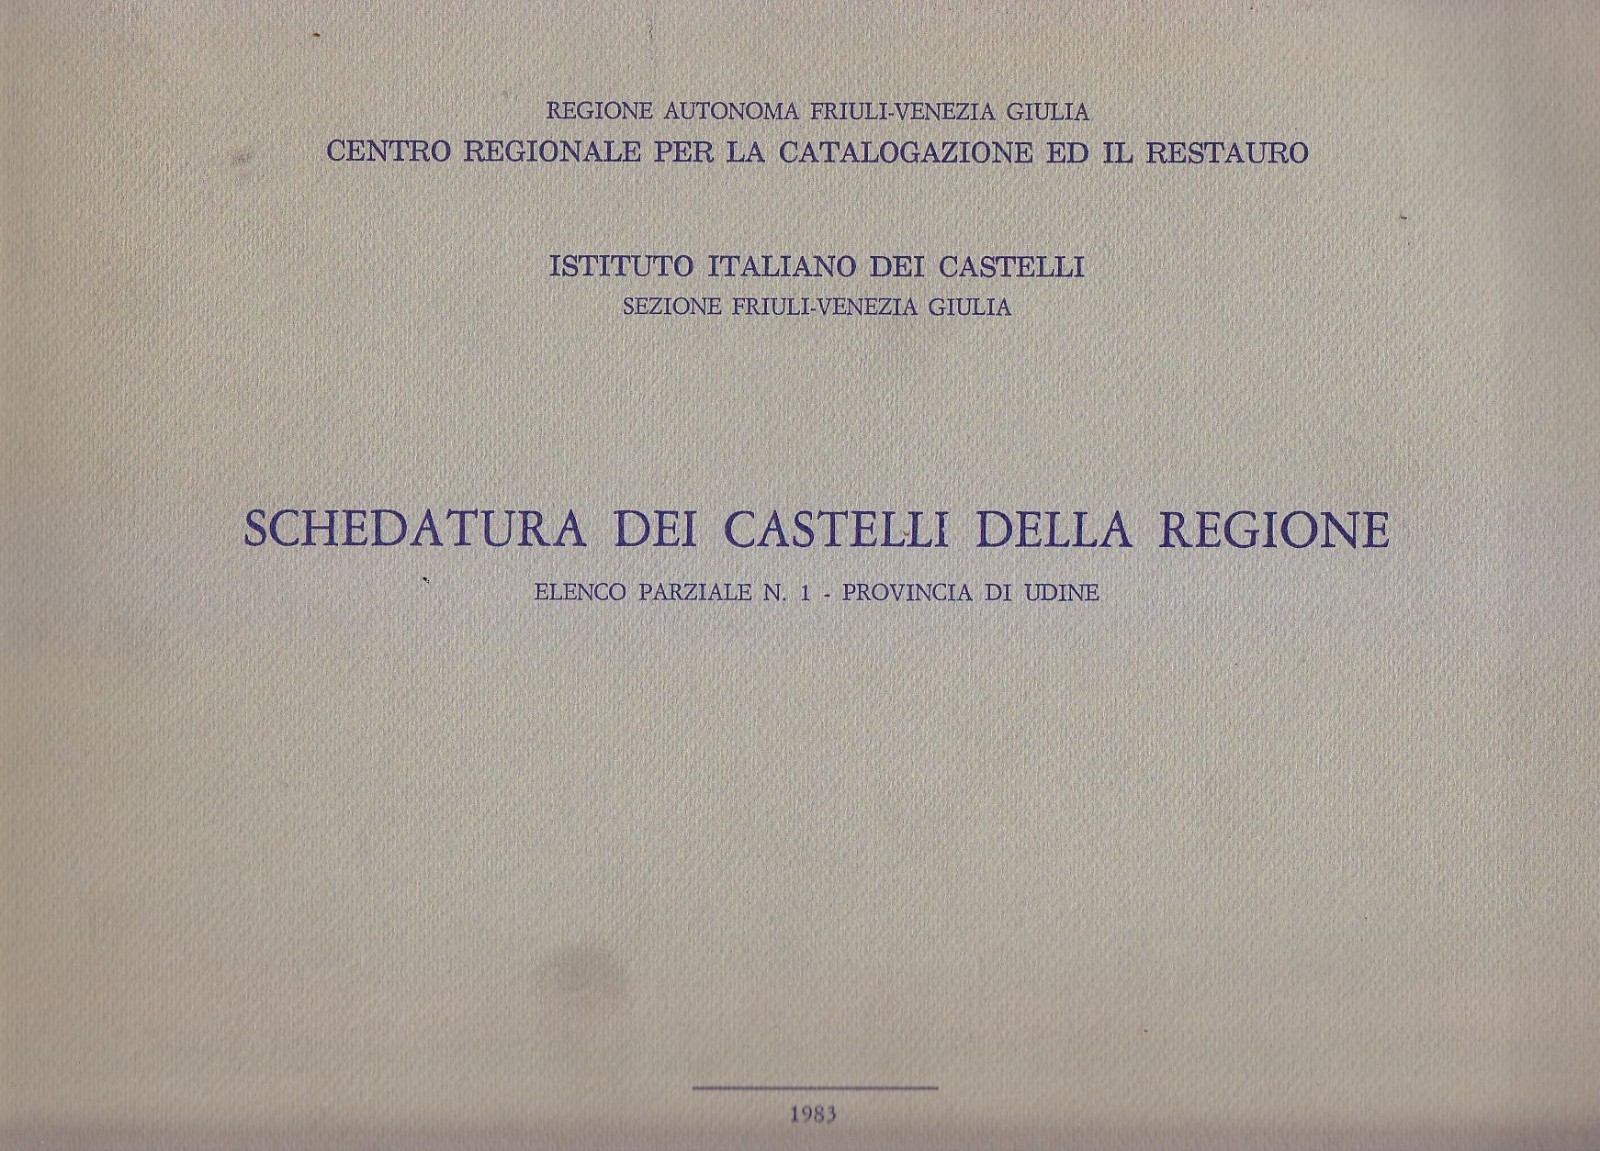 REGIONE AUTONOMA FRIULI-VENEZIA GIULIA
CENTRO REGIONALE PER LA CATALOGAZIONE ED IL RESTAURO
ISTITUTO ITALIANO DEI CASTELLI
SEZIONE FRIULI-VENEZIA GIULIA
SCHEDATURA DEI CASTELLI DELLA REGIONE
ELENCO PARZIALE N. 1 - PROVINCIA DI UDINE
1983